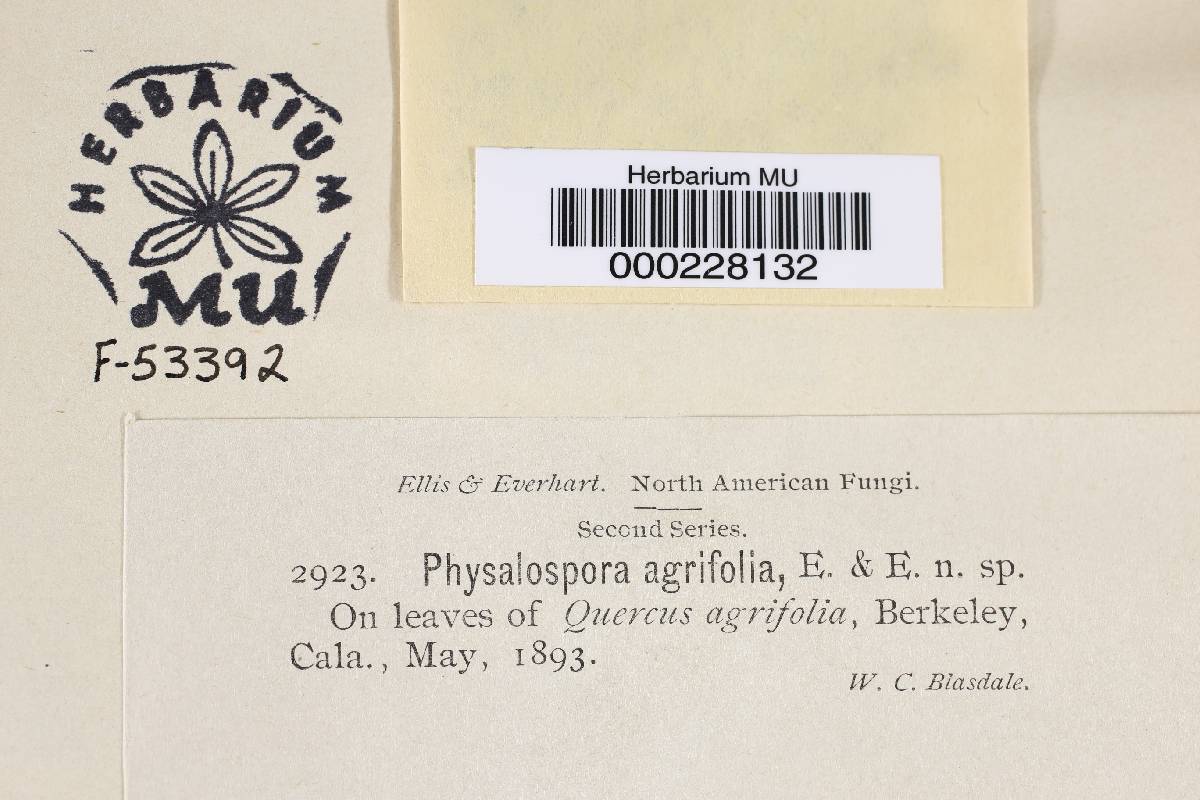 HERBARIUM
MU
F-53392
Herbarium MU
000228132
Ellis & Everhart. North American Fungi.
Second Series.
2923. Physalospora agrifolia, E. & E. n. sp.
On leaves of Quercus agrifolia, Berkeley,
Cala., May, 1893.
W. C. Blasdale.